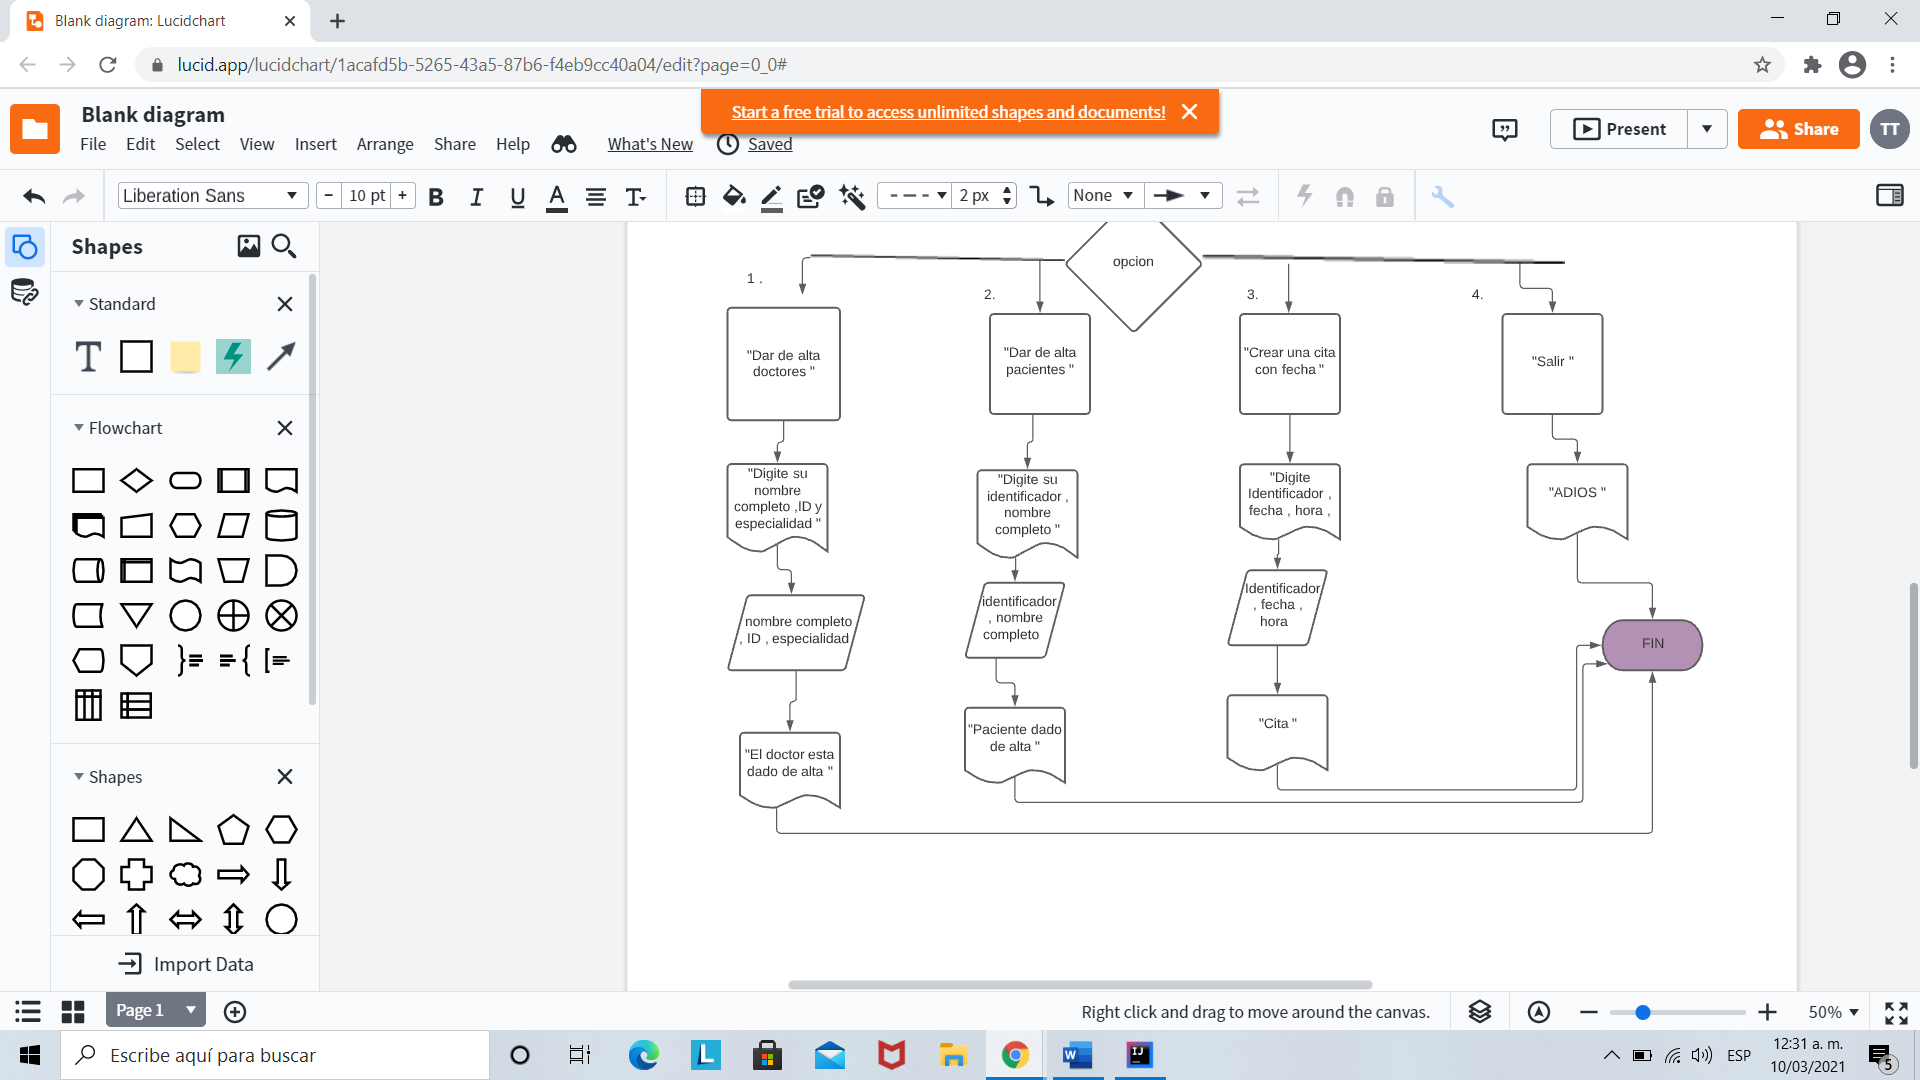 Blank diagram: Lucidchart
lucid.app/lucidchart/1acafd5b-5265-43a5-87b6-f4eb9cc40a04/edit?page=0_0#
Blank diagram
Start a free trial to access unlimited shapes and documents!
File Edit Select View Insert Arrange Share Help What's New Saved
Present
Share
TT
Liberation Sans
10 pt
B I U A T
2 px
None
Shapes
Standard
T
Flowchart
Shapes
Import Data
opcion
1 .
2.
3.
4.
"Dar de alta
doctores "
"Dar de alta
pacientes "
"Crear una cita
con fecha "
"Salir "
"Digite su
nombre
completo ,ID y
especialidad "
"Digite su
identificador ,
nombre
completo "
"Digite
Identificador ,
fecha , hora ,
"ADIOS "
nombre completo
, ID , especialidad
identificador
, nombre
completo
Identificador
, fecha ,
hora
FIN
"El doctor esta
dado de alta "
"Paciente dado
de alta "
"Cita "
Page 1
Right click and drag to move around the canvas.
50%
Escribe aquí para buscar
L
W
IJ
ESP
12:31 a. m.
10/03/2021
5